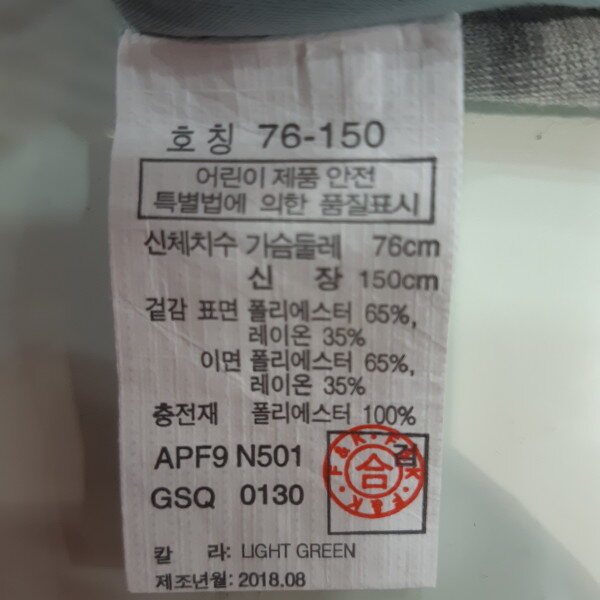 호 칭 76-150
어린이 제품 안전
특별법에 의한 품질표시
신체치수 가슴둘레 76cm
신 장 150cm
겉감 표면 폴리에스터 65%,
레이온 35%
이면 폴리에스터 65%,
레이온 35%
충전재 폴리에스터 100%
APF9 N501
GSQ 0130
검
F&K·F&K·F&K·
合
칼 라: LIGHT GREEN
제조년월: 2018.08